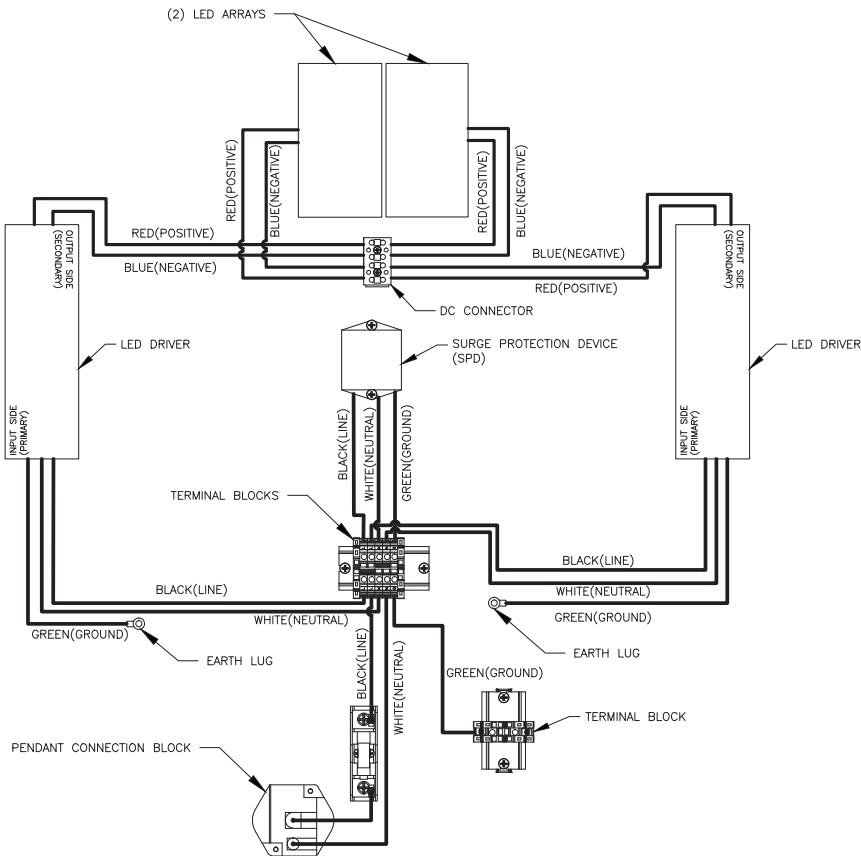 (2) LED ARRAYS
RED(POSITIVE)
BLUE(NEGATIVE)
RED(POSITIVE)
BLUE(NEGATIVE)
RED(POSITIVE)
BLUE(NEGATIVE)
BLUE(NEGATIVE)
RED(POSITIVE)
OUTPUT SIDE
(SECONDARY)
OUTPUT SIDE
(SECONDARY)
DC CONNECTOR
LED DRIVER
SURGE PROTECTION DEVICE
(SPD)
LED DRIVER
INPUT SIDE
(PRIMARY)
INPUT SIDE
(PRIMARY)
BLACK(LINE)
WHITE(NEUTRAL)
GREEN(GROUND)
TERMINAL BLOCKS
BLACK(LINE)
WHITE(NEUTRAL)
GREEN(GROUND)
BLACK(LINE)
WHITE(NEUTRAL)
GREEN(GROUND)
EARTH LUG
EARTH LUG
BLACK(LINE)
WHITE(NEUTRAL)
GREEN(GROUND)
TERMINAL BLOCK
PENDANT CONNECTION BLOCK